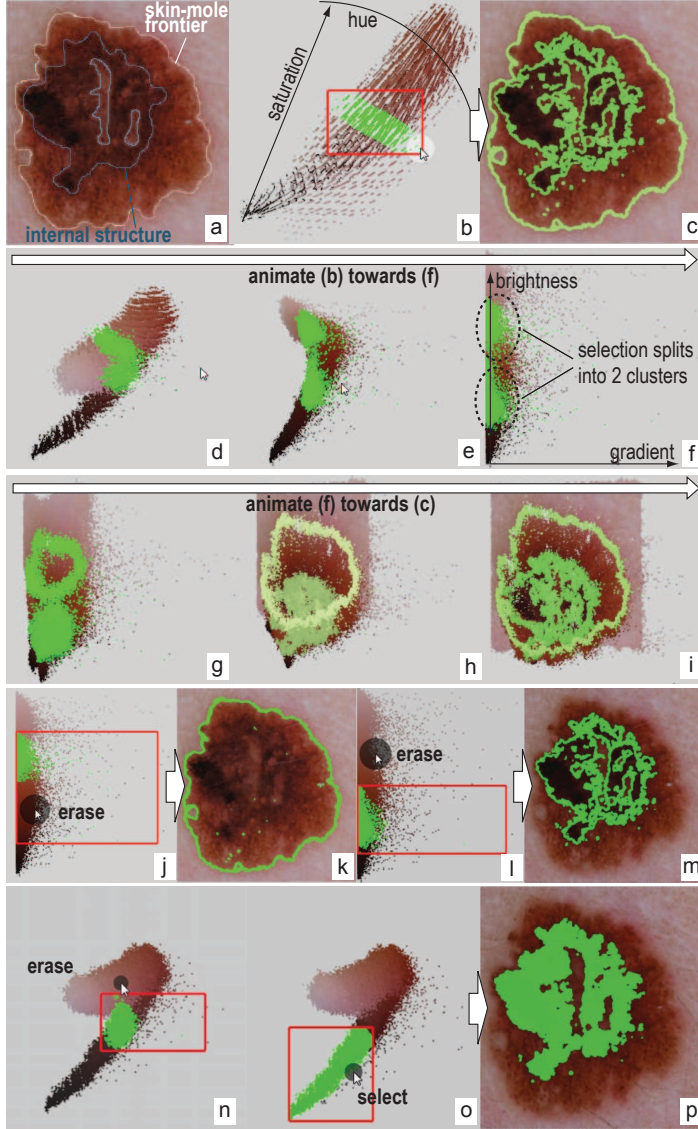 skin-mole
frontier
internal structure
a
saturation
hue
b
c
animate (b) towards (f)
d
e
brightness
selection splits
into 2 clusters
gradient
f
animate (f) towards (c)
g
h
i
erase
j
k
erase
l
m
erase
n
select
o
p